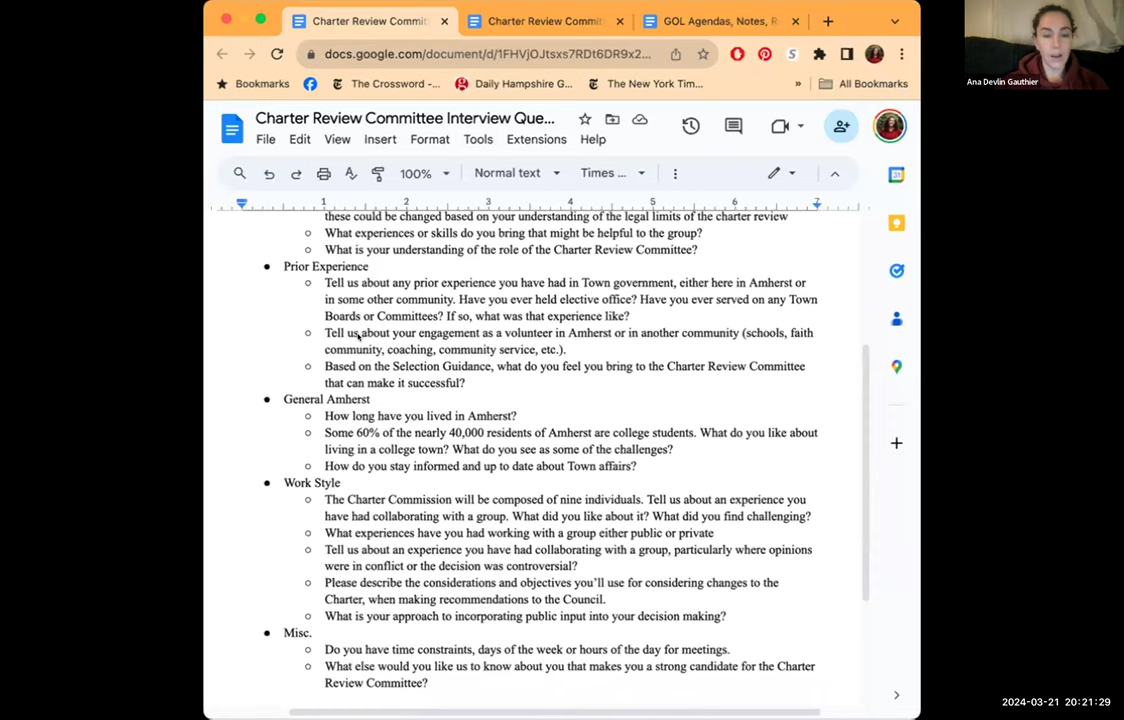 Charter Review Committ
Charter Review Commit
GOL Agendas, Notes, R
docs.google.com/document/d/1FHVjOJtsxs7RDt6DR9x2...
Bookmarks
The Crossword -...
Daily Hampshire G...
The New York Tim...
»
All Bookmarks
Charter Review Committee Interview Que...
File Edit View Insert Format Tools Extensions Help
100% Normal text Times ...
1 2 3 4 5 6 7
these could be changed based on your understanding of the legal limits of the charter review
What experiences or skills do you bring that might be helpful to the group?
What is your understanding of the role of the Charter Review Committee?
Prior Experience
Tell us about any prior experience you have had in Town government, either here in Amherst or
in some other community. Have you ever held elective office? Have you ever served on any Town
Boards or Committees? If so, what was that experience like?
Tell us about your engagement as a volunteer in Amherst or in another community (schools, faith
community, coaching, community service, etc.).
Based on the Selection Guidance, what do you feel you bring to the Charter Review Committee
that can make it successful?
General Amherst
How long have you lived in Amherst?
Some 60% of the nearly 40,000 residents of Amherst are college students. What do you like about
living in a college town? What do you see as some of the challenges?
How do you stay informed and up to date about Town affairs?
Work Style
The Charter Commission will be composed of nine individuals. Tell us about an experience you
have had collaborating with a group. What did you like about it? What did you find challenging?
What experiences have you had working with a group either public or private
Tell us about an experience you have had collaborating with a group, particularly where opinions
were in conflict or the decision was controversial?
Please describe the considerations and objectives you'll use for considering changes to the
Charter, when making recommendations to the Council.
What is your approach to incorporating public input into your decision making?
Misc.
Do you have time constraints, days of the week or hours of the day for meetings.
What else would you like us to know about you that makes you a strong candidate for the Charter
Review Committee?
Ana Devlin Gauthier
2024-03-21 20:21:29